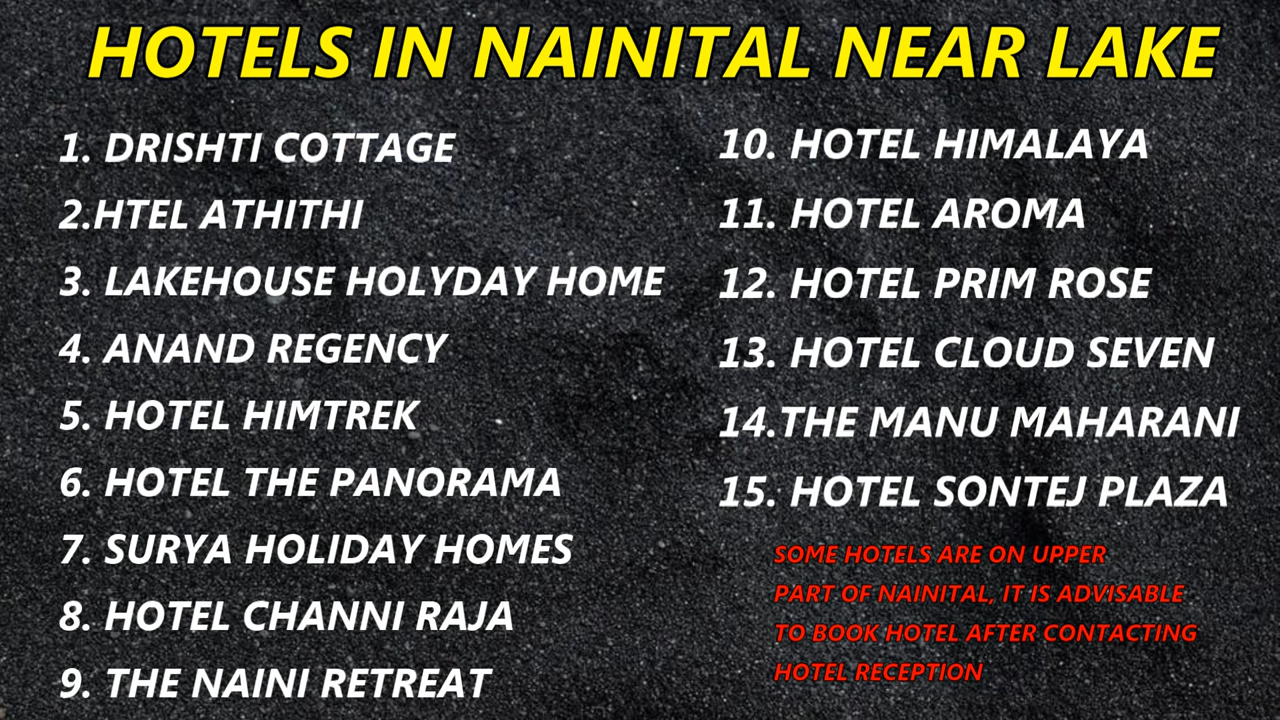 HOTELS IN NAINITAL NEAR LAKE
1. DRISHTI COTTAGE
2.HTEL ATHITHI
3. LAKEHOUSE HOLYDAY HOME
4. ANAND REGENCY
5. HOTEL HIMTREK
6. HOTEL THE PANORAMA
7. SURYA HOLIDAY HOMES
8. HOTEL CHANNI RAJA
9. THE NAINI RETREAT
10. HOTEL HIMALAYA
11. HOTEL AROMA
12. HOTEL PRIM ROSE
13. HOTEL CLOUD SEVEN
14.THE MANU MAHARANI
15. HOTEL SONTEJ PLAZA
SOME HOTELS ARE ON UPPER
PART OF NAINITAL, IT IS ADVISABLE
TO BOOK HOTEL AFTER CONTACTING
HOTEL RECEPTION